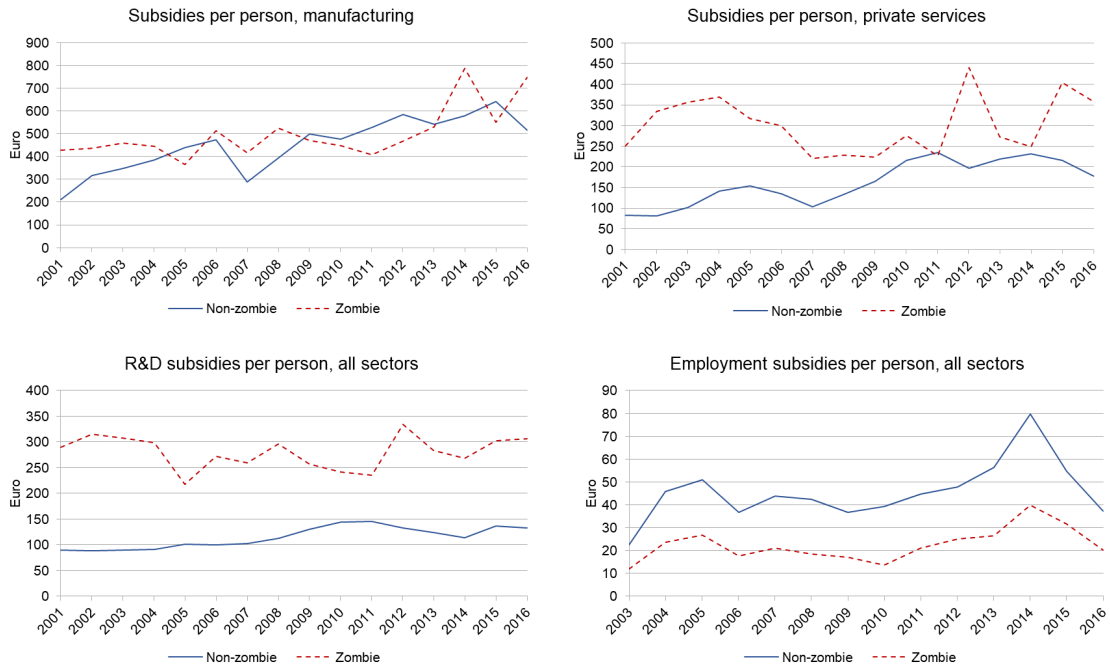 Subsidies per person, manufacturing
900
800
700
600
500
400
300
200
100
0
Euro
2001 2002 2003 2004 2005 2006 2007 2008 2009 2010 2011 2012 2013 2014 2015 2016
Non-zombie Zombie
Subsidies per person, private services
500
450
400
350
300
250
200
150
100
50
0
Euro
2001 2002 2003 2004 2005 2006 2007 2008 2009 2010 2011 2012 2013 2014 2015 2016
Non-zombie Zombie
R&D subsidies per person, all sectors
400
350
300
250
200
150
100
50
0
Euro
2001 2002 2003 2004 2005 2006 2007 2008 2009 2010 2011 2012 2013 2014 2015 2016
Non-zombie Zombie
Employment subsidies per person, all sectors
90
80
70
60
50
40
30
20
10
0
Euro
2003 2004 2005 2006 2007 2008 2009 2010 2011 2012 2013 2014 2015 2016
Non-zombie Zombie